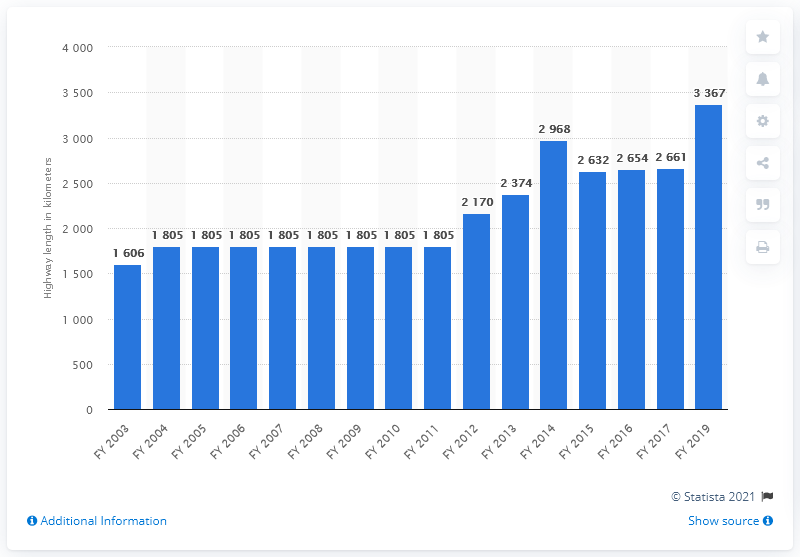 4 000
3 500
3 000
2 500
2 000
1 500
1 000
500
0
Highway length in kilometers
1 606
1 805
1 805
1 805
1 805
1 805
1 805
1 805
1 805
2 170
2 374
2 968
2 632
2 654
2 661
3 367
FY 2003
FY 2004
FY 2005
FY 2006
FY 2007
FY 2008
FY 2009
FY 2010
FY 2011
FY 2012
FY 2013
FY 2014
FY 2015
FY 2016
FY 2017
FY 2019
© Statista 2021
Additional Information
Show source